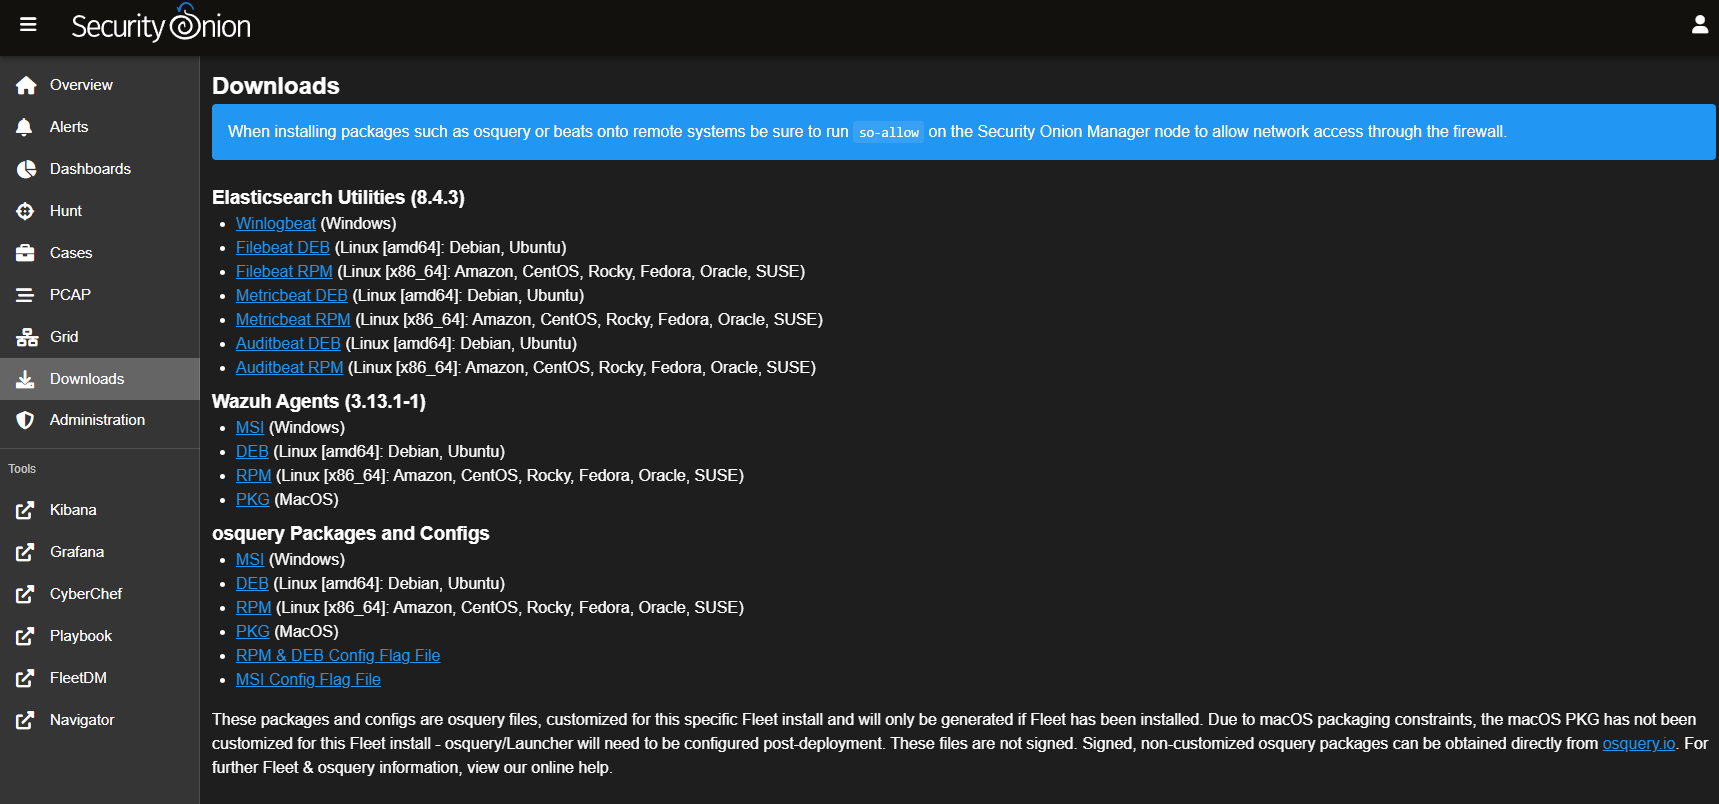 Security Onion
Overview
Alerts
Dashboards
Hunt
Cases
PCAP
Grid
Downloads
Administration
Tools
Kibana
Grafana
CyberChef
Playbook
FleetDM
Navigator
Downloads
When installing packages such as osquery or beats onto remote systems be sure to run so-allow on the Security Onion Manager node to allow network access through the firewall.
Elasticsearch Utilities (8.4.3)
• Winlogbeat (Windows)
• Filebeat DEB (Linux [amd64]: Debian, Ubuntu)
• Filebeat RPM (Linux [x86_64]: Amazon, CentOS, Rocky, Fedora, Oracle, SUSE)
• Metricbeat DEB (Linux [amd64]: Debian, Ubuntu)
• Metricbeat RPM (Linux [x86_64]: Amazon, CentOS, Rocky, Fedora, Oracle, SUSE)
• Auditbeat DEB (Linux [amd64]: Debian, Ubuntu)
• Auditbeat RPM (Linux [x86_64]: Amazon, CentOS, Rocky, Fedora, Oracle, SUSE)
Wazuh Agents (3.13.1-1)
• MSI (Windows)
• DEB (Linux [amd64]: Debian, Ubuntu)
• RPM (Linux [x86_64]: Amazon, CentOS, Rocky, Fedora, Oracle, SUSE)
• PKG (MacOS)
osquery Packages and Configs
• MSI (Windows)
• DEB (Linux [amd64]: Debian, Ubuntu)
• RPM (Linux [x86_64]: Amazon, CentOS, Rocky, Fedora, Oracle, SUSE)
• PKG (MacOS)
• RPM & DEB Config Flag File
• MSI Config Flag File
These packages and configs are osquery files, customized for this specific Fleet install and will only be generated if Fleet has been installed. Due to macOS packaging constraints, the macOS PKG has not been
customized for this Fleet install - osquery/Launcher will need to be configured post-deployment. These files are not signed. Signed, non-customized osquery packages can be obtained directly from osquery.io. For
further Fleet & osquery information, view our online help.